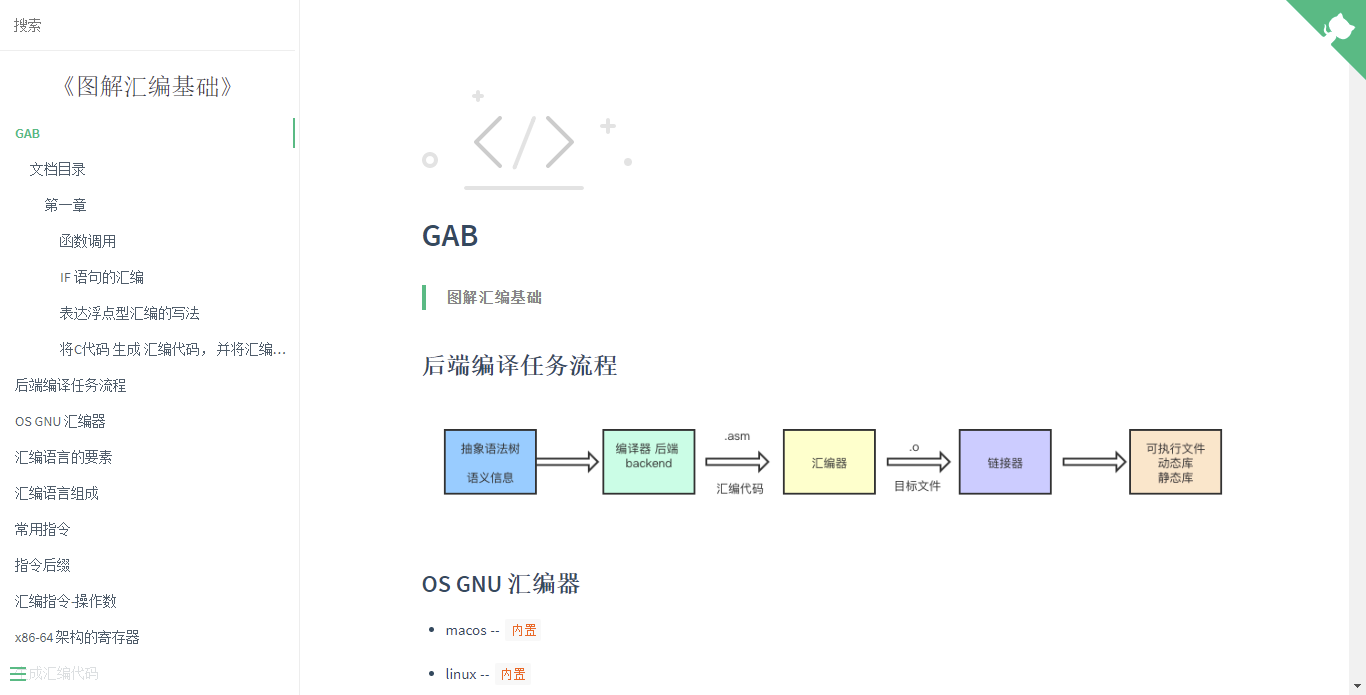 搜索
《图解汇编基础》
GAB
文档目录
第一章
函数调用
IF 语句的汇编
表达浮点型汇编的写法
将C代码 生成 汇编代码，并将汇编…
后端编译任务流程
OS GNU 汇编器
汇编语言的要素
汇编语言组成
常用指令
指令后缀
汇编指令-操作数
x86-64 架构的寄存器
成汇编代码
GAB
图解汇编基础
后端编译任务流程
抽象语法树
语义信息
编译器 后端
backend
.asm
汇编代码
汇编器
.o
目标文件
链接器
可执行文件
动态库
静态库
OS GNU 汇编器
macos -- 内置
linux -- 内置